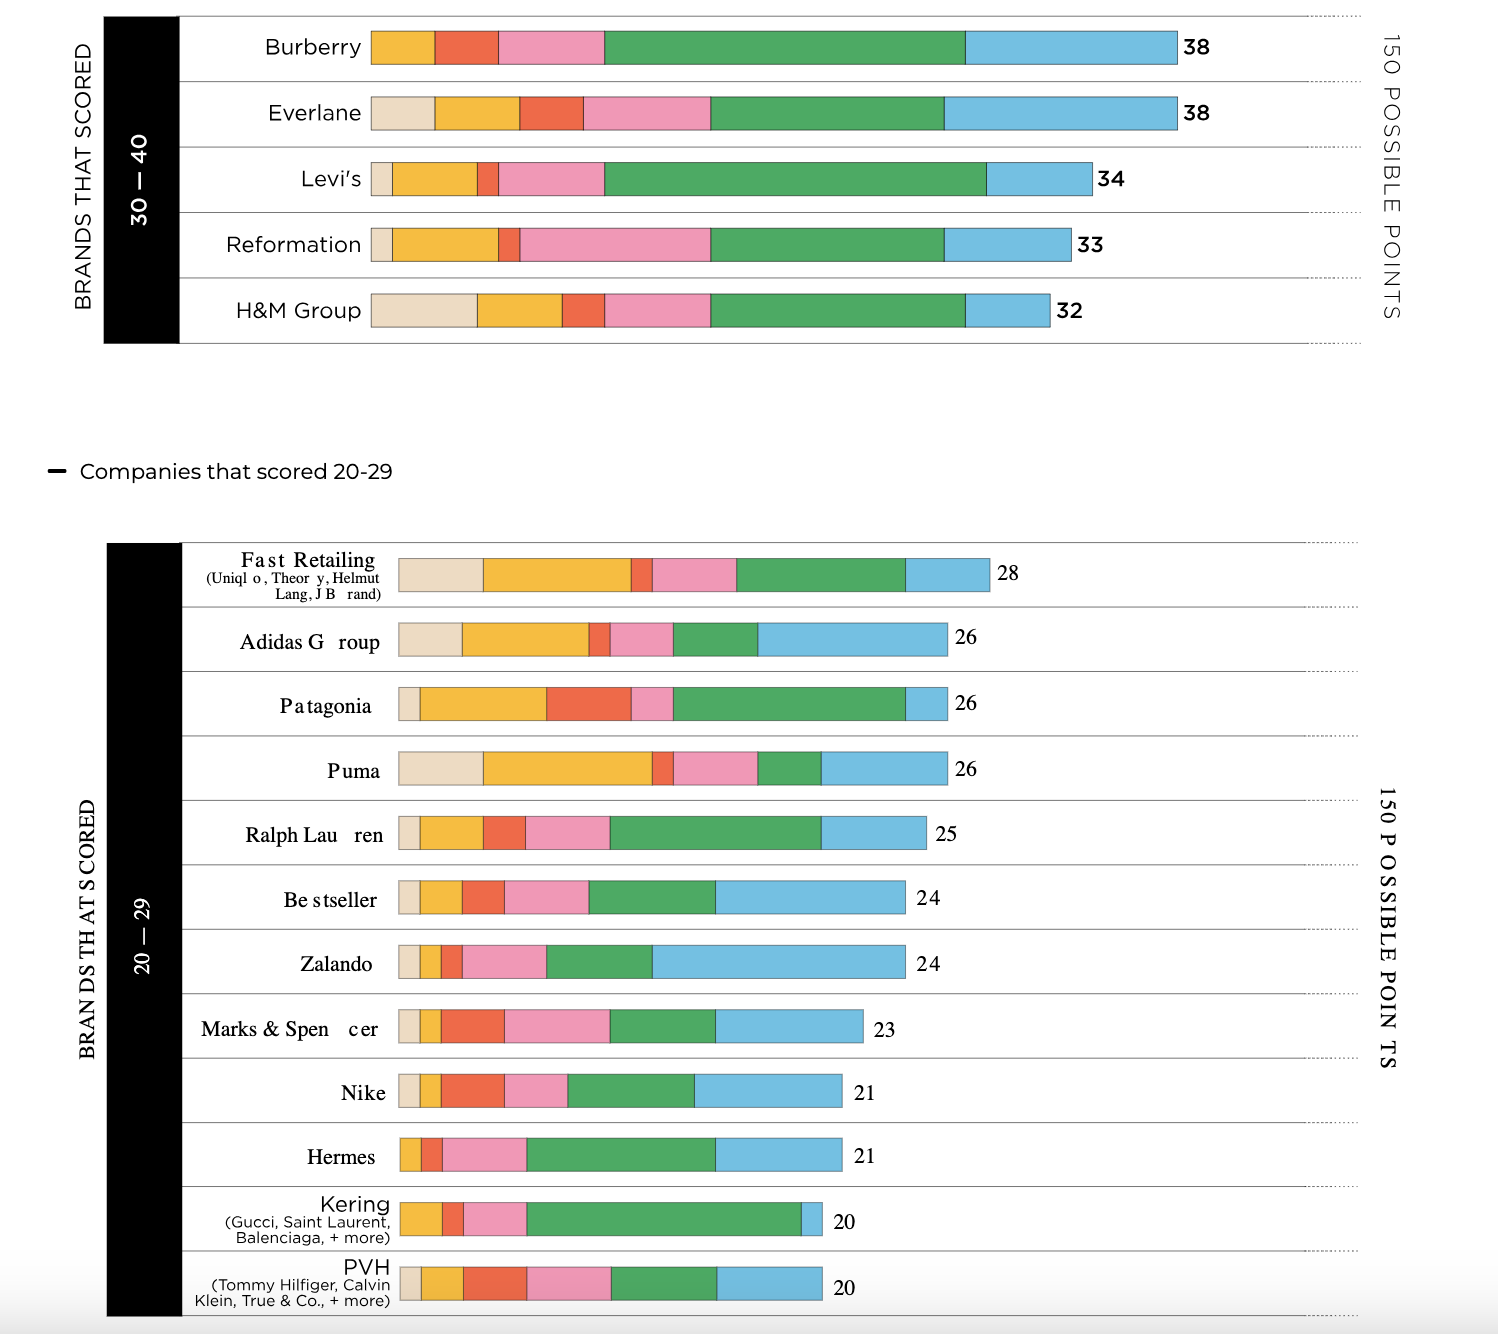 BRANDS THAT SCORED
30 — 40
Burberry 38
Everlane 38
Levi's 34
Reformation 33
H&M Group 32
150 POSSIBLE POINTS
— Companies that scored 20-29
BRANDS THAT SCORED
20 — 29
Fast Retailing 28
(Uniqlo, Theory, Helmut
Lang, J Brand)
Adidas Group 26
Patagonia 26
Puma 26
Ralph Lauren 25
Bestseller 24
Zalando 24
Marks & Spencer 23
Nike 21
Hermes 21
Kering 20
(Gucci, Saint Laurent,
Balenciaga, + more)
PVH 20
(Tommy Hilfiger, Calvin
Klein, True & Co., + more)
150 POSSIBLE POINTS